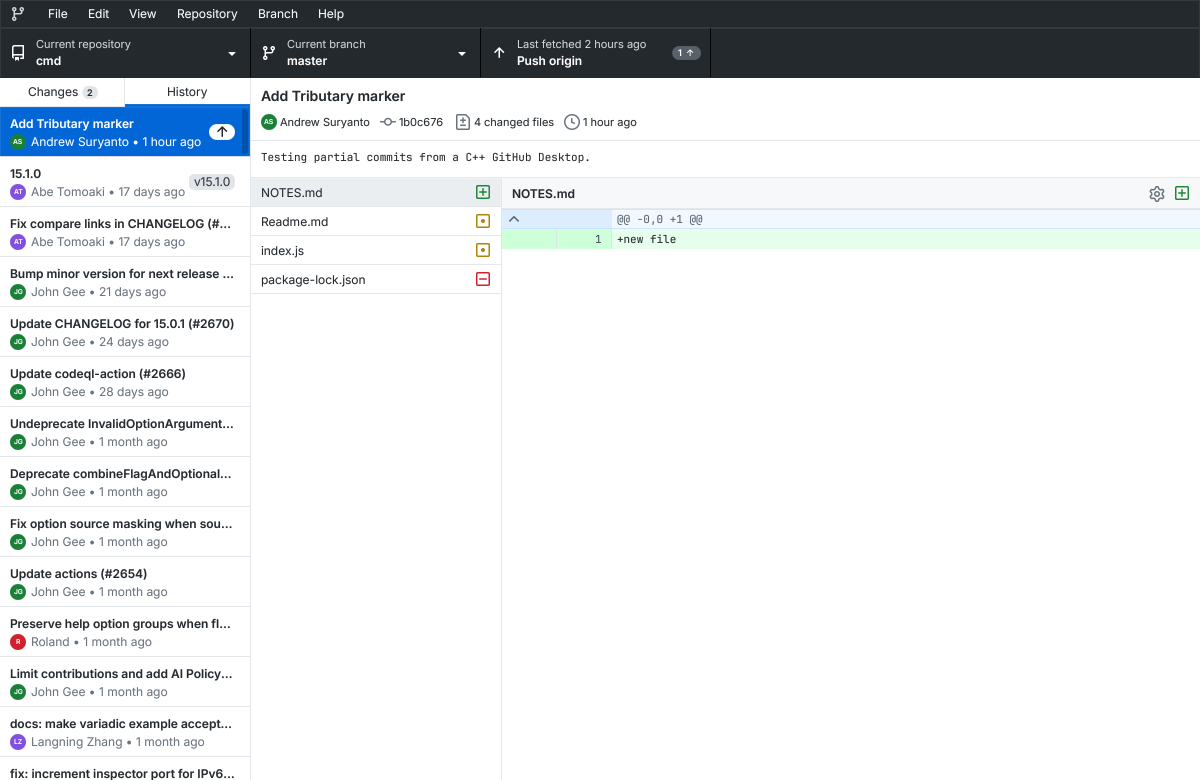 File Edit View Repository Branch Help
Current repository
cmd
Current branch
master
Last fetched 2 hours ago
Push origin
1
Changes 2
History
Add Tributary marker
AS Andrew Suryanto • 1 hour ago
15.1.0
AT Abe Tomoaki • 17 days ago
v15.1.0
Fix compare links in CHANGELOG (#...
AT Abe Tomoaki • 17 days ago
Bump minor version for next release ...
JG John Gee • 21 days ago
Update CHANGELOG for 15.0.1 (#2670)
JG John Gee • 24 days ago
Update codeql-action (#2666)
JG John Gee • 28 days ago
Undeprecate InvalidOptionArgument...
JG John Gee • 1 month ago
Deprecate combineFlagAndOptional...
JG John Gee • 1 month ago
Fix option source masking when sou...
JG John Gee • 1 month ago
Update actions (#2654)
JG John Gee • 1 month ago
Preserve help option groups when fl...
R Roland • 1 month ago
Limit contributions and add AI Policy...
JG John Gee • 1 month ago
docs: make variadic example accept...
LZ Langning Zhang • 1 month ago
fix: increment inspector port for IPv6...
Add Tributary marker
AS Andrew Suryanto 1b0c676 4 changed files 1 hour ago
Testing partial commits from a C++ GitHub Desktop.
NOTES.md
Readme.md
index.js
package-lock.json
NOTES.md
@@ -0,0 +1 @@
1 +new file